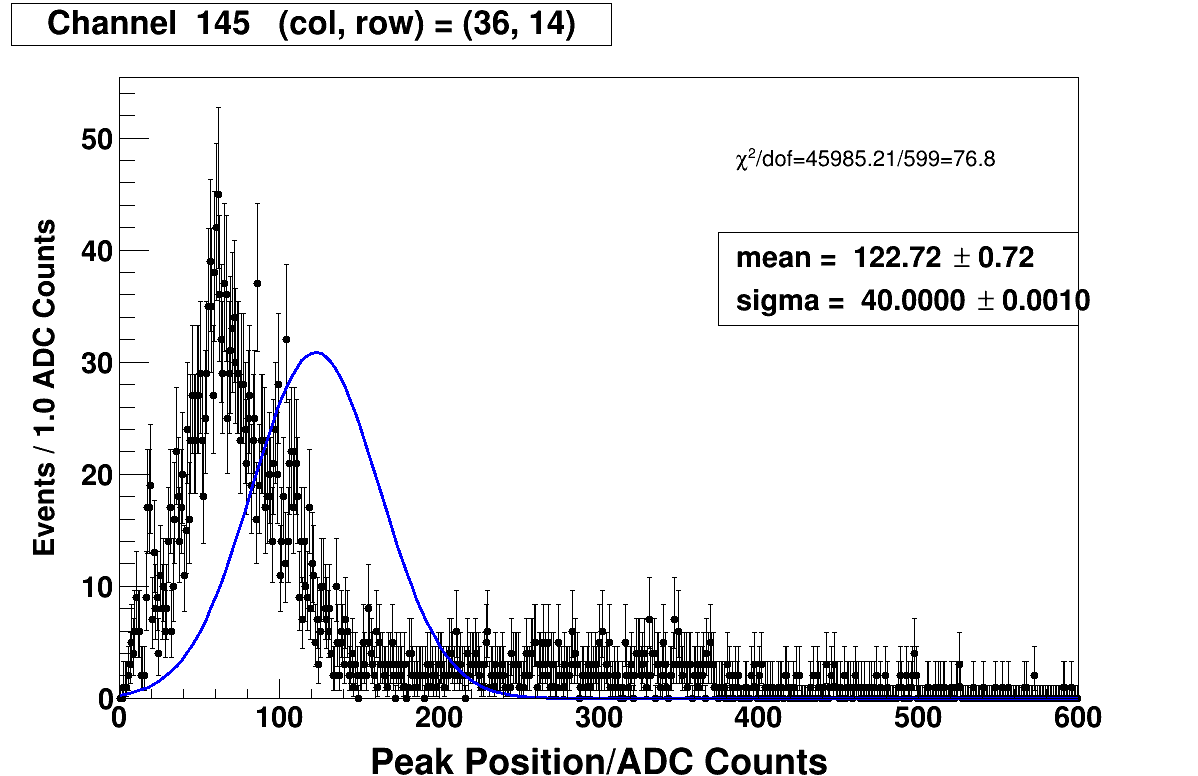 Channel 145 (col, row) = (36, 14)
χ²/dof=45985.21/599=76.8
mean = 122.72 ± 0.72
sigma = 40.0000 ± 0.0010
Events / 1.0 ADC Counts
50
40
30
20
10
0
0 100 200 300 400 500 600
Peak Position/ADC Counts